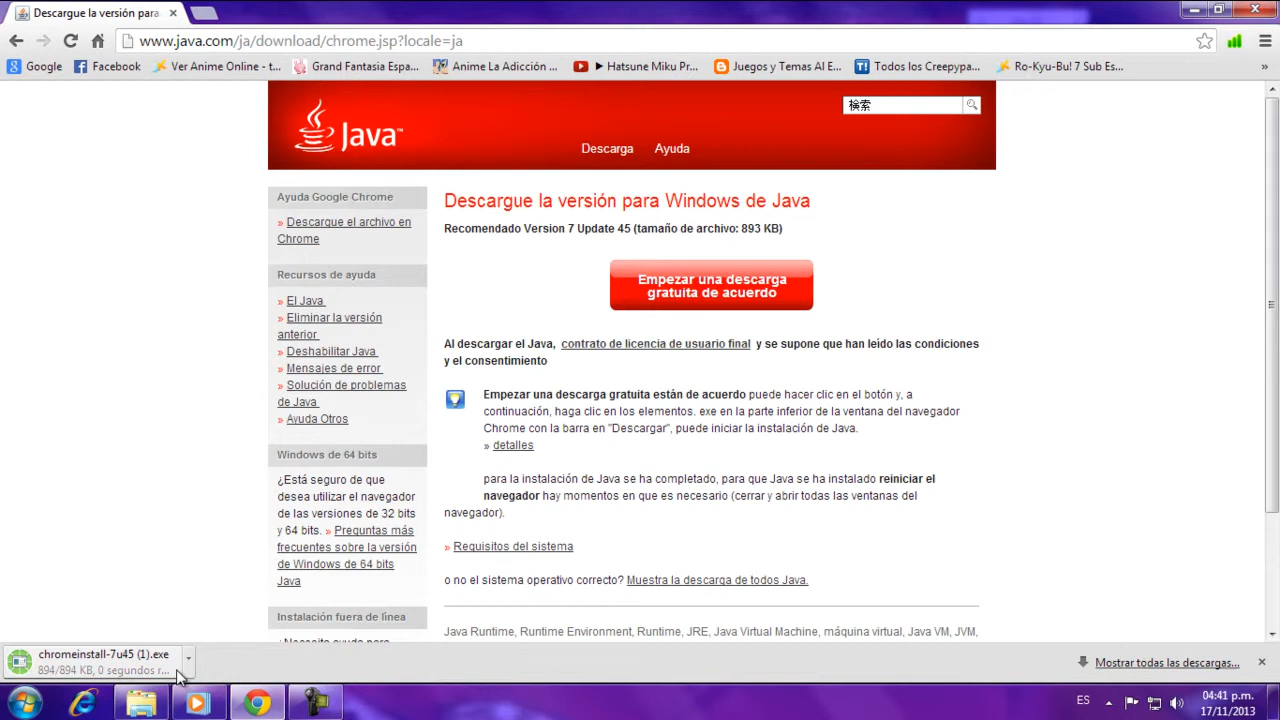 Descargue la versión para
www.java.com/ja/download/chrome.jsp?locale=ja
Google Facebook Ver Anime Online - t... Grand Fantasia Espa... Anime La Adicción ... ► Hatsune Miku Pr... Juegos y Temas Al E... Todos los Creepypa... Ro-Kyu-Bu! 7 Sub Es... »
Java™
検索
Descarga Ayuda
Ayuda Google Chrome
» Descargue el archivo en
Chrome
Recursos de ayuda
» El Java
» Eliminar la versión
anterior
» Deshabilitar Java
» Mensajes de error
» Solución de problemas
de Java
» Ayuda Otros
Windows de 64 bits
¿Está seguro de que
desea utilizar el navegador
de las versiones de 32 bits
y 64 bits. » Preguntas más
frecuentes sobre la versión
de Windows de 64 bits
Java
Instalación fuera de línea
¿Necesita ayuda para
Descargue la versión para Windows de Java
Recomendado Version 7 Update 45 (tamaño de archivo: 893 KB)
Empezar una descarga
gratuita de acuerdo
Al descargar el Java, contrato de licencia de usuario final y se supone que han leído las condiciones
y el consentimiento
Empezar una descarga gratuita están de acuerdo puede hacer clic en el botón y, a
continuación, haga clic en los elementos. exe en la parte inferior de la ventana del navegador
Chrome con la barra en "Descargar", puede iniciar la instalación de Java.
» detalles
para la instalación de Java se ha completado, para que Java se ha instalado reiniciar el
navegador hay momentos en que es necesario (cerrar y abrir todas las ventanas del
navegador).
» Requisitos del sistema
o no el sistema operativo correcto? Muestra la descarga de todos Java.
Java Runtime, Runtime Environment, Runtime, JRE, Java Virtual Machine, máquina virtual, Java VM, JVM,
chromeinstall-7u45 (1).exe
894/894 KB, 0 segundos r...
Mostrar todas las descargas...
ES
04:41 p.m.
17/11/2013